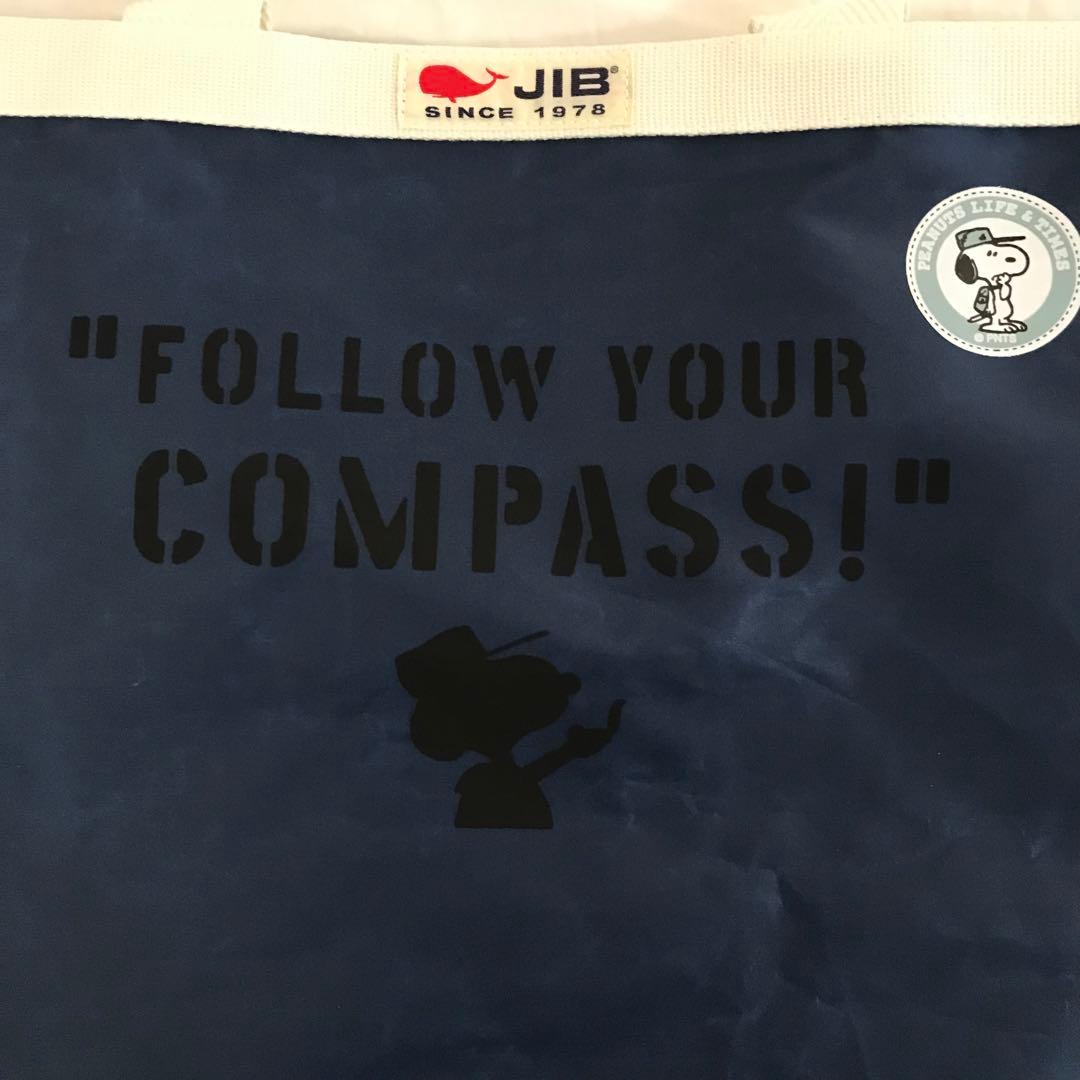 JIB®
SINCE 1978
PEANUTS LIFE & TIMES
© PNTS
"FOLLOW YOUR
COMPASS!"